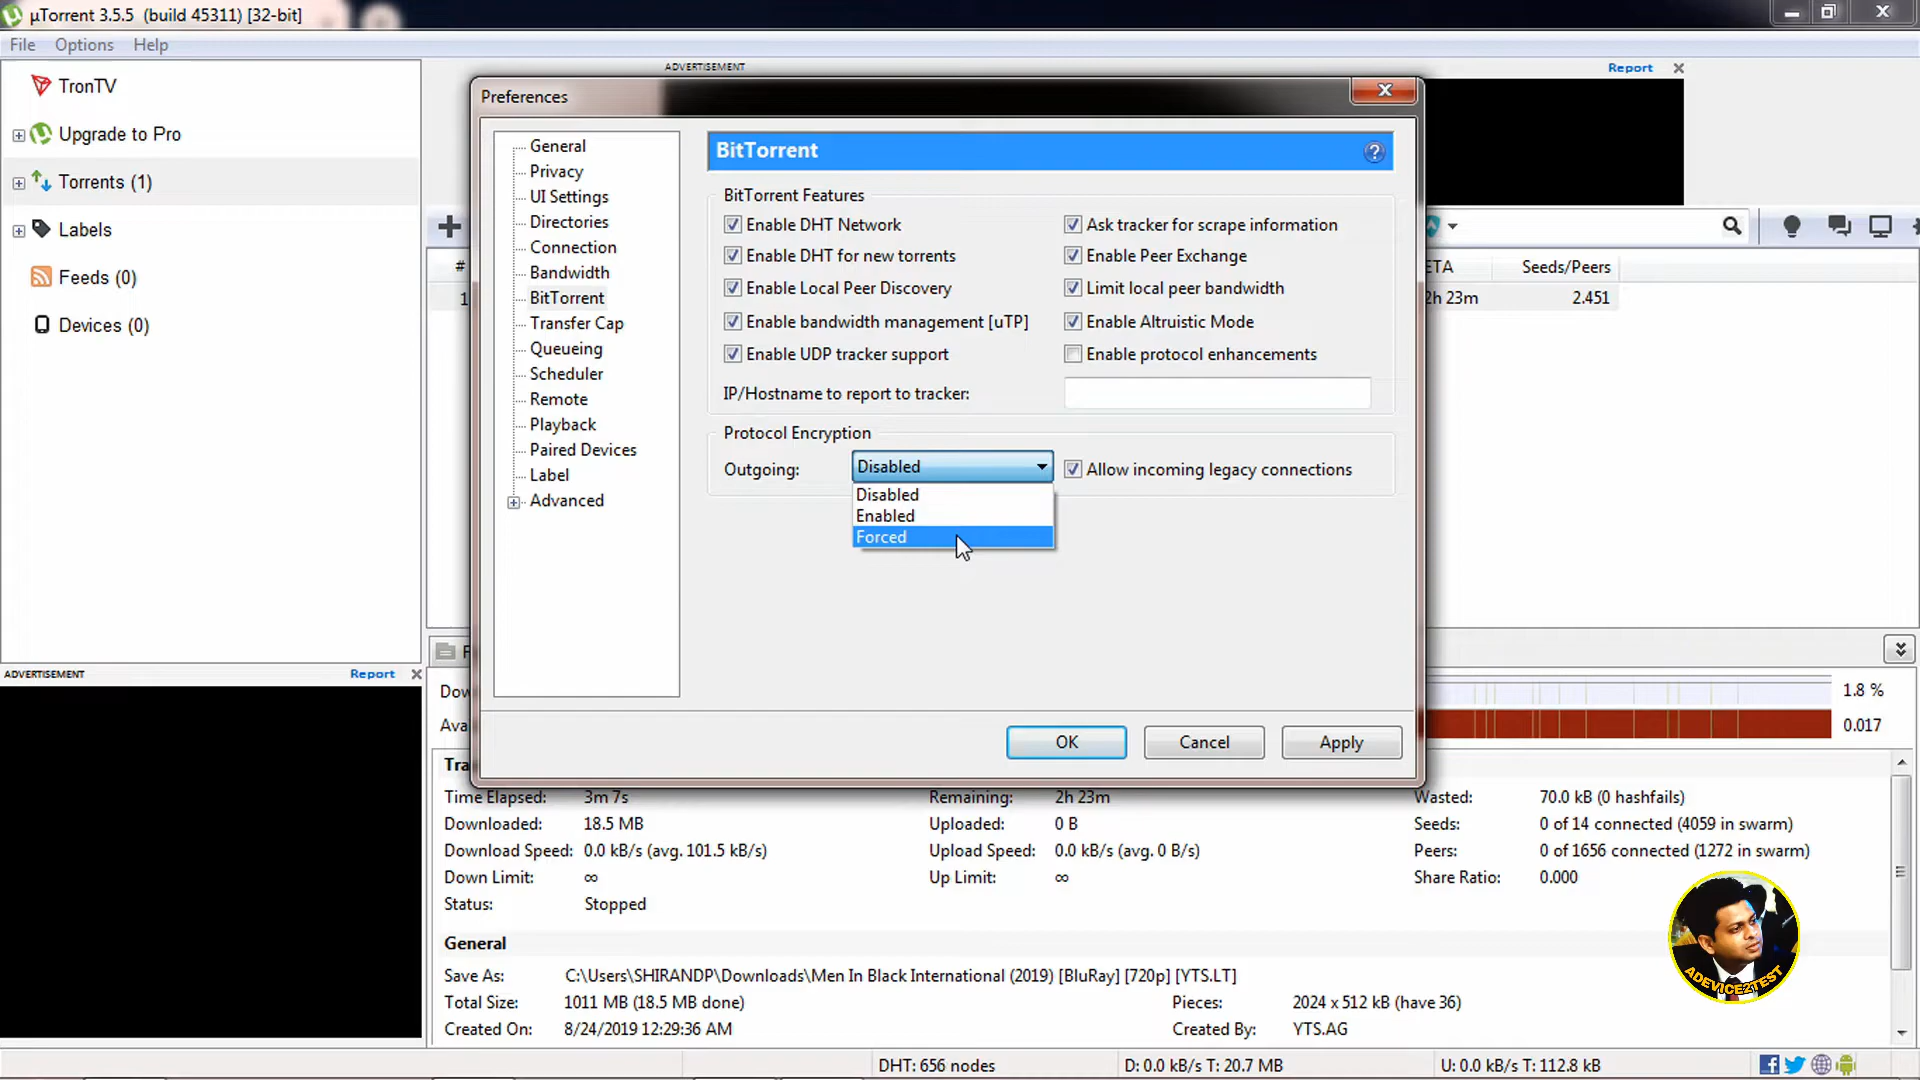 µTorrent 3.5.5 (build 45311) [32-bit]
File Options Help
TronTV
Upgrade to Pro
Torrents (1)
Labels
Feeds (0)
Devices (0)
ADVERTISEMENT Report
ADVERTISEMENT Report
Preferences
General
Privacy
UI Settings
Directories
Connection
Bandwidth
BitTorrent
Transfer Cap
Queueing
Scheduler
Remote
Playback
Paired Devices
Label
Advanced
BitTorrent
BitTorrent Features
Enable DHT Network Ask tracker for scrape information
Enable DHT for new torrents Enable Peer Exchange
Enable Local Peer Discovery Limit local peer bandwidth
Enable bandwidth management [uTP] Enable Altruistic Mode
Enable UDP tracker support Enable protocol enhancements
IP/Hostname to report to tracker:
Protocol Encryption
Outgoing: Disabled Allow incoming legacy connections
Disabled
Enabled
Forced
OK Cancel Apply
# Seeds/Peers
1 2h 23m 2.451
1.8 %
0.017
Time Elapsed: 3m 7s Remaining: 2h 23m Wasted: 70.0 kB (0 hashfails)
Downloaded: 18.5 MB Uploaded: 0 B Seeds: 0 of 14 connected (4059 in swarm)
Download Speed: 0.0 kB/s (avg. 101.5 kB/s) Upload Speed: 0.0 kB/s (avg. 0 B/s) Peers: 0 of 1656 connected (1272 in swarm)
Down Limit: ∞ Up Limit: ∞ Share Ratio: 0.000
Status: Stopped
General
Save As: C:\Users\SHIRANDP\Downloads\Men In Black International (2019) [BluRay] [720p] [YTS.LT]
Total Size: 1011 MB (18.5 MB done) Pieces: 2024 x 512 kB (have 36)
Created On: 8/24/2019 12:29:36 AM Created By: YTS.AG
DHT: 656 nodes D: 0.0 kB/s T: 20.7 MB U: 0.0 kB/s T: 112.8 kB
ADEVICE2TEST